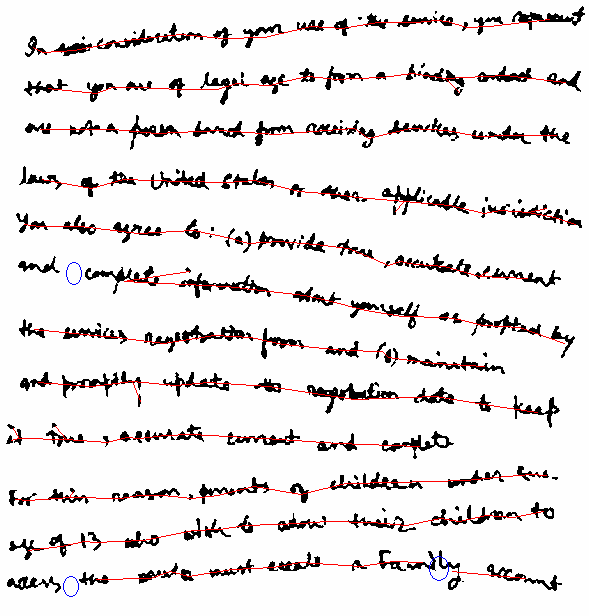 In consideration of your use of the service, you represent
that you are of legal age to from a binding contract and
are not a person barred from receiving services under the
laws of the United States or other applicable jurisdiction
You also agree to: (a) provide true, accurate, current
and complete information about yourself as by
the services registration form and (b) maintain
and promptly update the registration data to keep
it true, accurate current and complete
For this reason, parents of children under
age of 13 who wish to allow their children to
access the must create a Family account